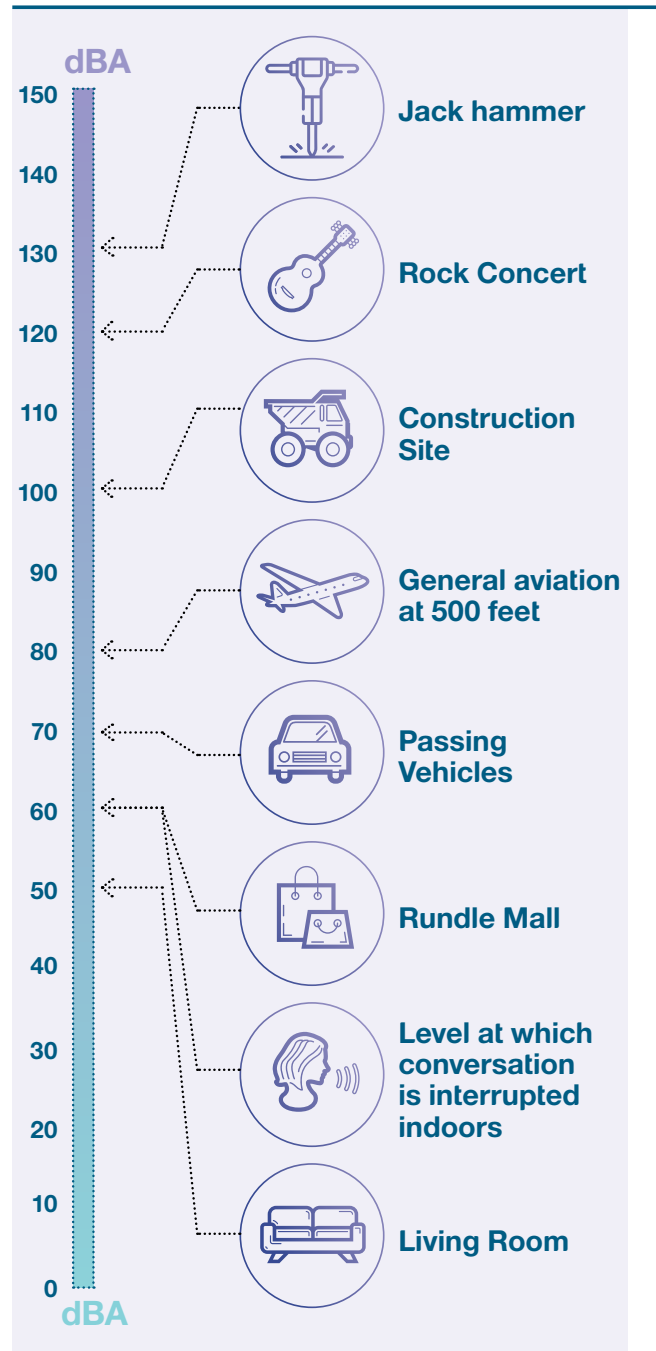 dBA
150
Jack hammer
140
130
Rock Concert
120
110
Construction
Site
100
90
General aviation
at 500 feet
80
70
Passing
Vehicles
60
50
Rundle Mall
40
30
Level at which
conversation
is interrupted
indoors
20
10
Living Room
0
dBA